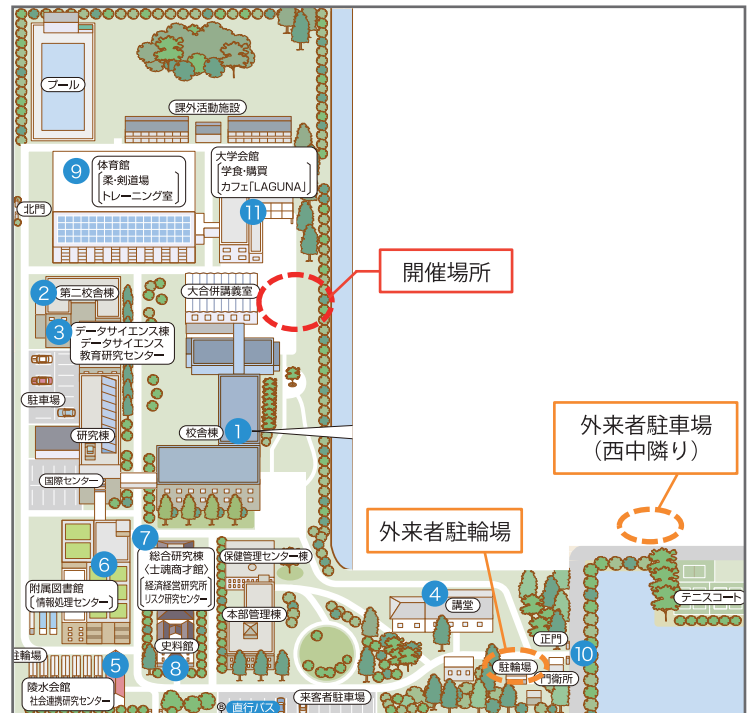 プール
課外活動施設
⑨
体育館
柔・剣道場
トレーニング室
大学会館
学食・購買
カフェ「LAGUNA」
⑪
北門
② 第二校舎棟
大合併講義室
開催場所
③ データサイエンス棟
データサイエンス
教育研究センター
駐車場
研究棟
校舎棟 ①
外来者駐車場
(西中隣り)
国際センター
外来者駐輪場
⑦
総合研究棟
〈士魂商才館〉
経済経営研究所
リスク研究センター
保健管理センター棟
⑥
附属図書館
情報処理センター
④ 講堂
テニスコート
本部管理棟
正門
史料館
⑧
⑩
駐輪場
門衛所
駐輪場
⑤
陵水会館
社会連携研究センター
直行バス
来客者駐車場